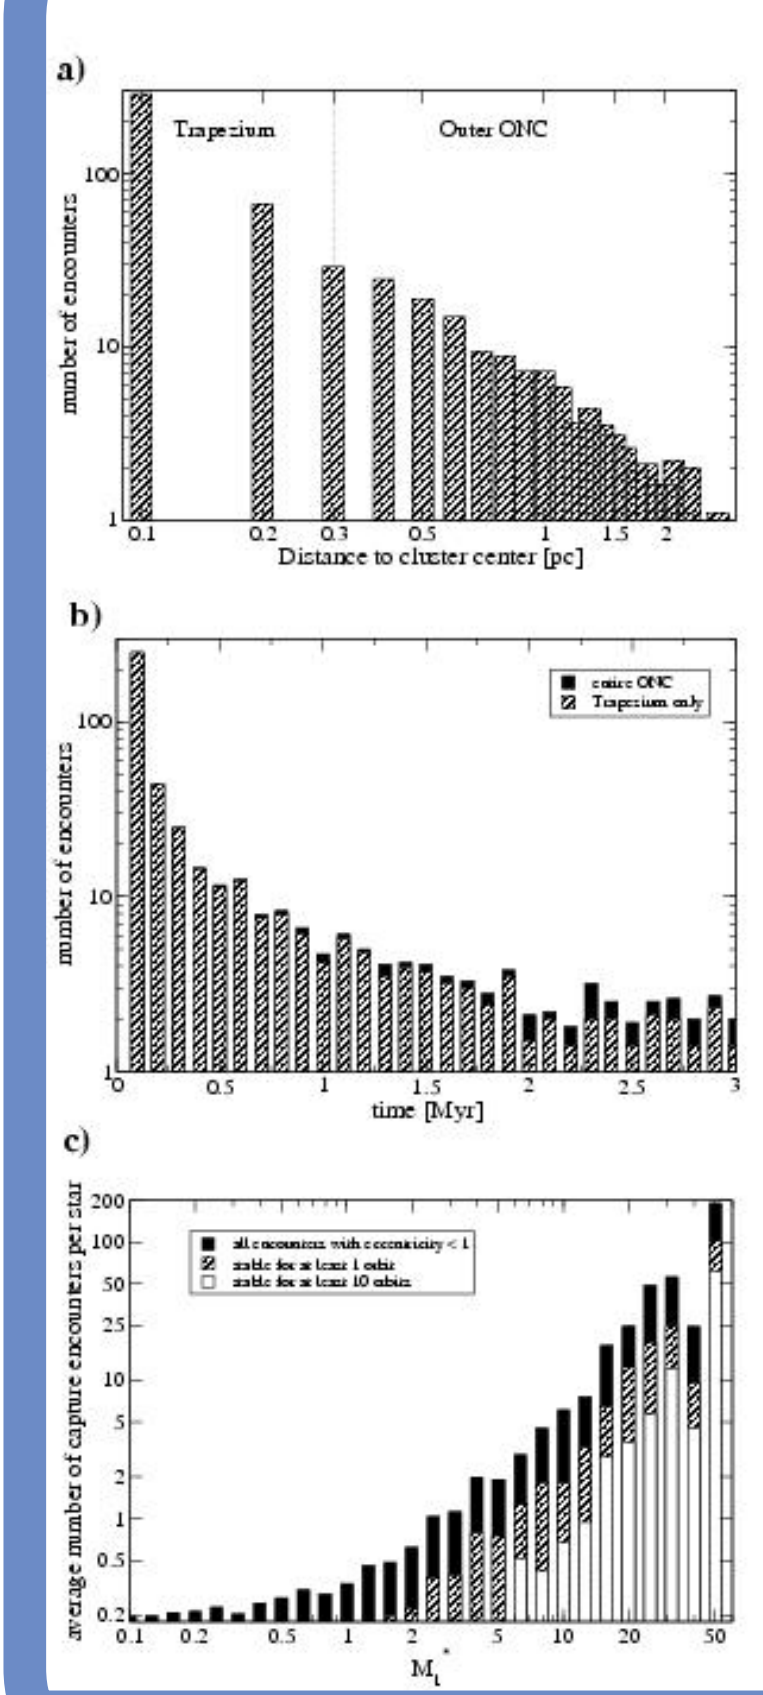 a)
Trapezium
Outer ONC
number of encounters
100
10
1
0.1 0.2 0.3 0.5 1 1.5 2
Distance to cluster center [pc]
b)
entire ONC
Trapezium only
number of encounters
100
10
1
0 0.5 1 1.5 2 2.5 3
time [Myr]
c)
average number of capture encounters per star
all encounters with eccentricity < 1
stable for at least 1 orbit
stable for at least 10 orbits
200
100
50
25
10
5
2
1
0.5
0.2
0.1 0.2 0.5 1 2 5 10 20 50
M₁*